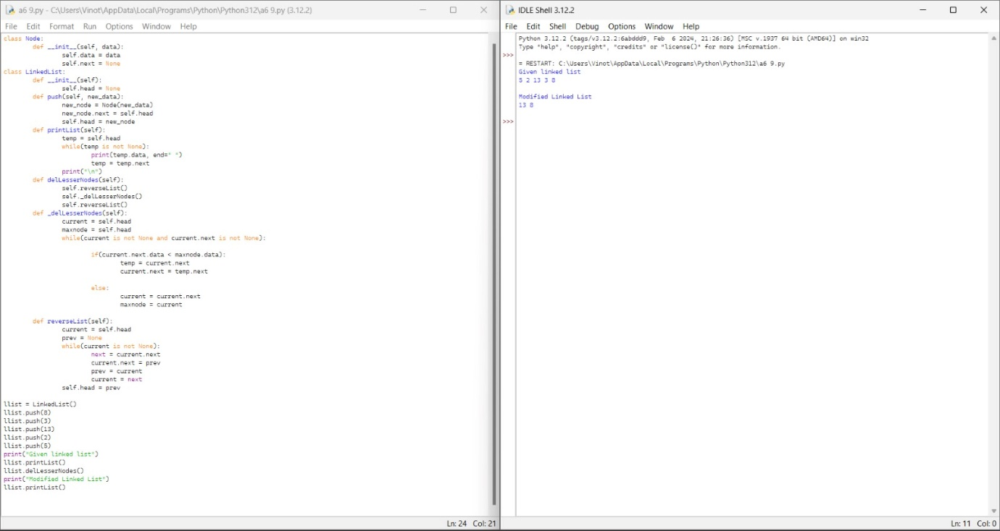 a6 9.py - C:\Users\Vinot\AppData\Local\Programs\Python\Python312\a6 9.py (3.12.2)
File Edit Format Run Options Window Help
class Node:
        def __init__(self, data):
                self.data = data
                self.next = None
class LinkedList:
        def __init__(self):
                self.head = None
        def push(self, new_data):
                new_node = Node(new_data)
                new_node.next = self.head
                self.head = new_node
        def printList(self):
                temp = self.head
                while(temp is not None):
                        print(temp.data, end=" ")
                        temp = temp.next
                print("\n")
        def delLesserNodes(self):
                self.reverseList()
                self._delLesserNodes()
                self.reverseList()
        def _delLesserNodes(self):
                current = self.head
                maxnode = self.head
                while(current is not None and current.next is not None):
                        if(current.next.data < maxnode.data):
                                temp = current.next
                                current.next = temp.next
                        else:
                                current = current.next
                                maxnode = current
        def reverseList(self):
                current = self.head
                prev = None
                while(current is not None):
                        next = current.next
                        current.next = prev
                        prev = current
                        current = next
                self.head = prev
llist = LinkedList()
llist.push(8)
llist.push(3)
llist.push(13)
llist.push(2)
llist.push(5)
print("Given linked list")
llist.printList()
llist.delLesserNodes()
print("Modified Linked List")
llist.printList()
Ln: 24 Col: 21
IDLE Shell 3.12.2
File Edit Shell Debug Options Window Help
Python 3.12.2 (tags/v3.12.2:6abddd9, Feb  6 2024, 21:26:36) [MSC v.1937 64 bit (AMD64)] on win32
Type "help", "copyright", "credits" or "license()" for more information.
>>>
= RESTART: C:\Users\Vinot\AppData\Local\Programs\Python\Python312\a6 9.py
Given linked list
5 2 13 3 8
Modified Linked List
13 8
>>>
Ln: 11 Col: 0